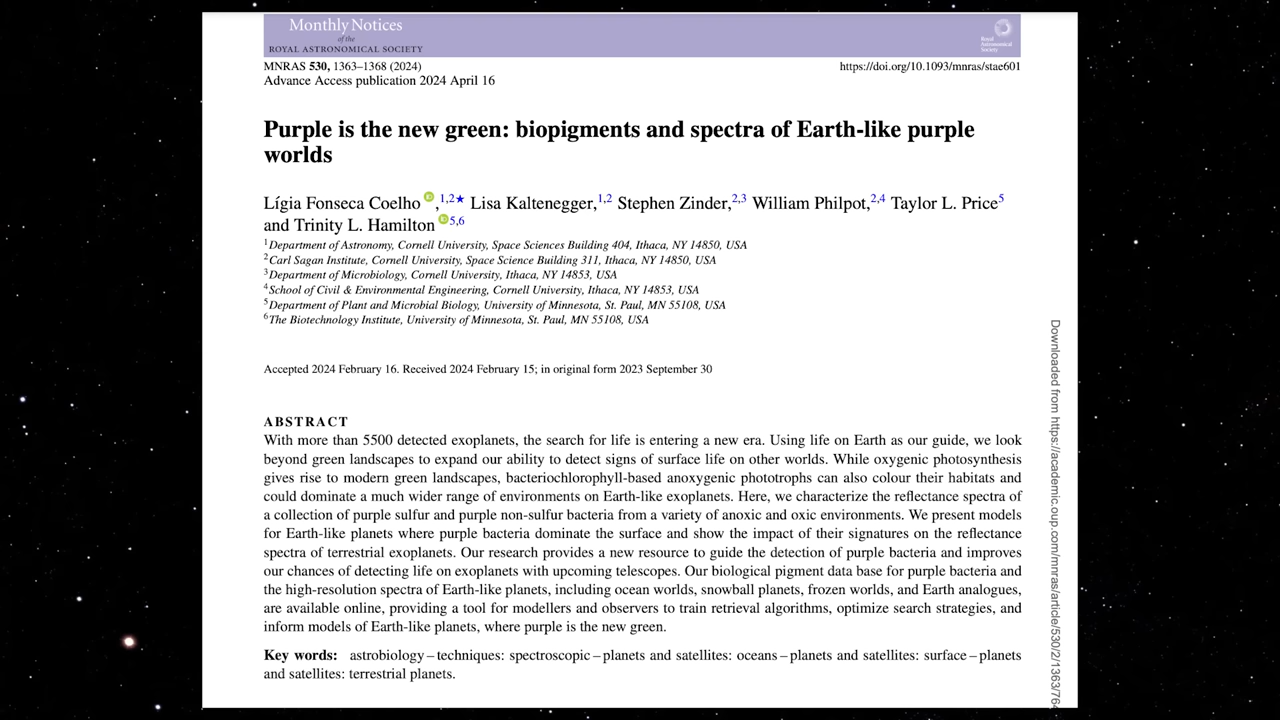 Monthly Notices
of the
ROYAL ASTRONOMICAL SOCIETY
Royal
Astronomical
Society
MNRAS 530, 1363–1368 (2024)
https://doi.org/10.1093/mnras/stae601
Advance Access publication 2024 April 16
Purple is the new green: biopigments and spectra of Earth-like purple
worlds
Lígia Fonseca Coelho iD,1,2★ Lisa Kaltenegger,1,2 Stephen Zinder,2,3 William Philpot,2,4 Taylor L. Price5
and Trinity L. Hamilton iD5,6
1Department of Astronomy, Cornell University, Space Sciences Building 404, Ithaca, NY 14850, USA
2Carl Sagan Institute, Cornell University, Space Science Building 311, Ithaca, NY 14850, USA
3Department of Microbiology, Cornell University, Ithaca, NY 14853, USA
4School of Civil & Environmental Engineering, Cornell University, Ithaca, NY 14853, USA
5Department of Plant and Microbial Biology, University of Minnesota, St. Paul, MN 55108, USA
6The Biotechnology Institute, University of Minnesota, St. Paul, MN 55108, USA
Accepted 2024 February 16. Received 2024 February 15; in original form 2023 September 30
ABSTRACT
With more than 5500 detected exoplanets, the search for life is entering a new era. Using life on Earth as our guide, we look
beyond green landscapes to expand our ability to detect signs of surface life on other worlds. While oxygenic photosynthesis
gives rise to modern green landscapes, bacteriochlorophyll-based anoxygenic phototrophs can also colour their habitats and
could dominate a much wider range of environments on Earth-like exoplanets. Here, we characterize the reflectance spectra of
a collection of purple sulfur and purple non-sulfur bacteria from a variety of anoxic and oxic environments. We present models
for Earth-like planets where purple bacteria dominate the surface and show the impact of their signatures on the reflectance
spectra of terrestrial exoplanets. Our research provides a new resource to guide the detection of purple bacteria and improves
our chances of detecting life on exoplanets with upcoming telescopes. Our biological pigment data base for purple bacteria and
the high-resolution spectra of Earth-like planets, including ocean worlds, snowball planets, frozen worlds, and Earth analogues,
are available online, providing a tool for modellers and observers to train retrieval algorithms, optimize search strategies, and
inform models of Earth-like planets, where purple is the new green.
Key words: astrobiology – techniques: spectroscopic – planets and satellites: oceans – planets and satellites: surface – planets
and satellites: terrestrial planets.
Downloaded from https://academic.oup.com/mnras/article/530/2/1363/764